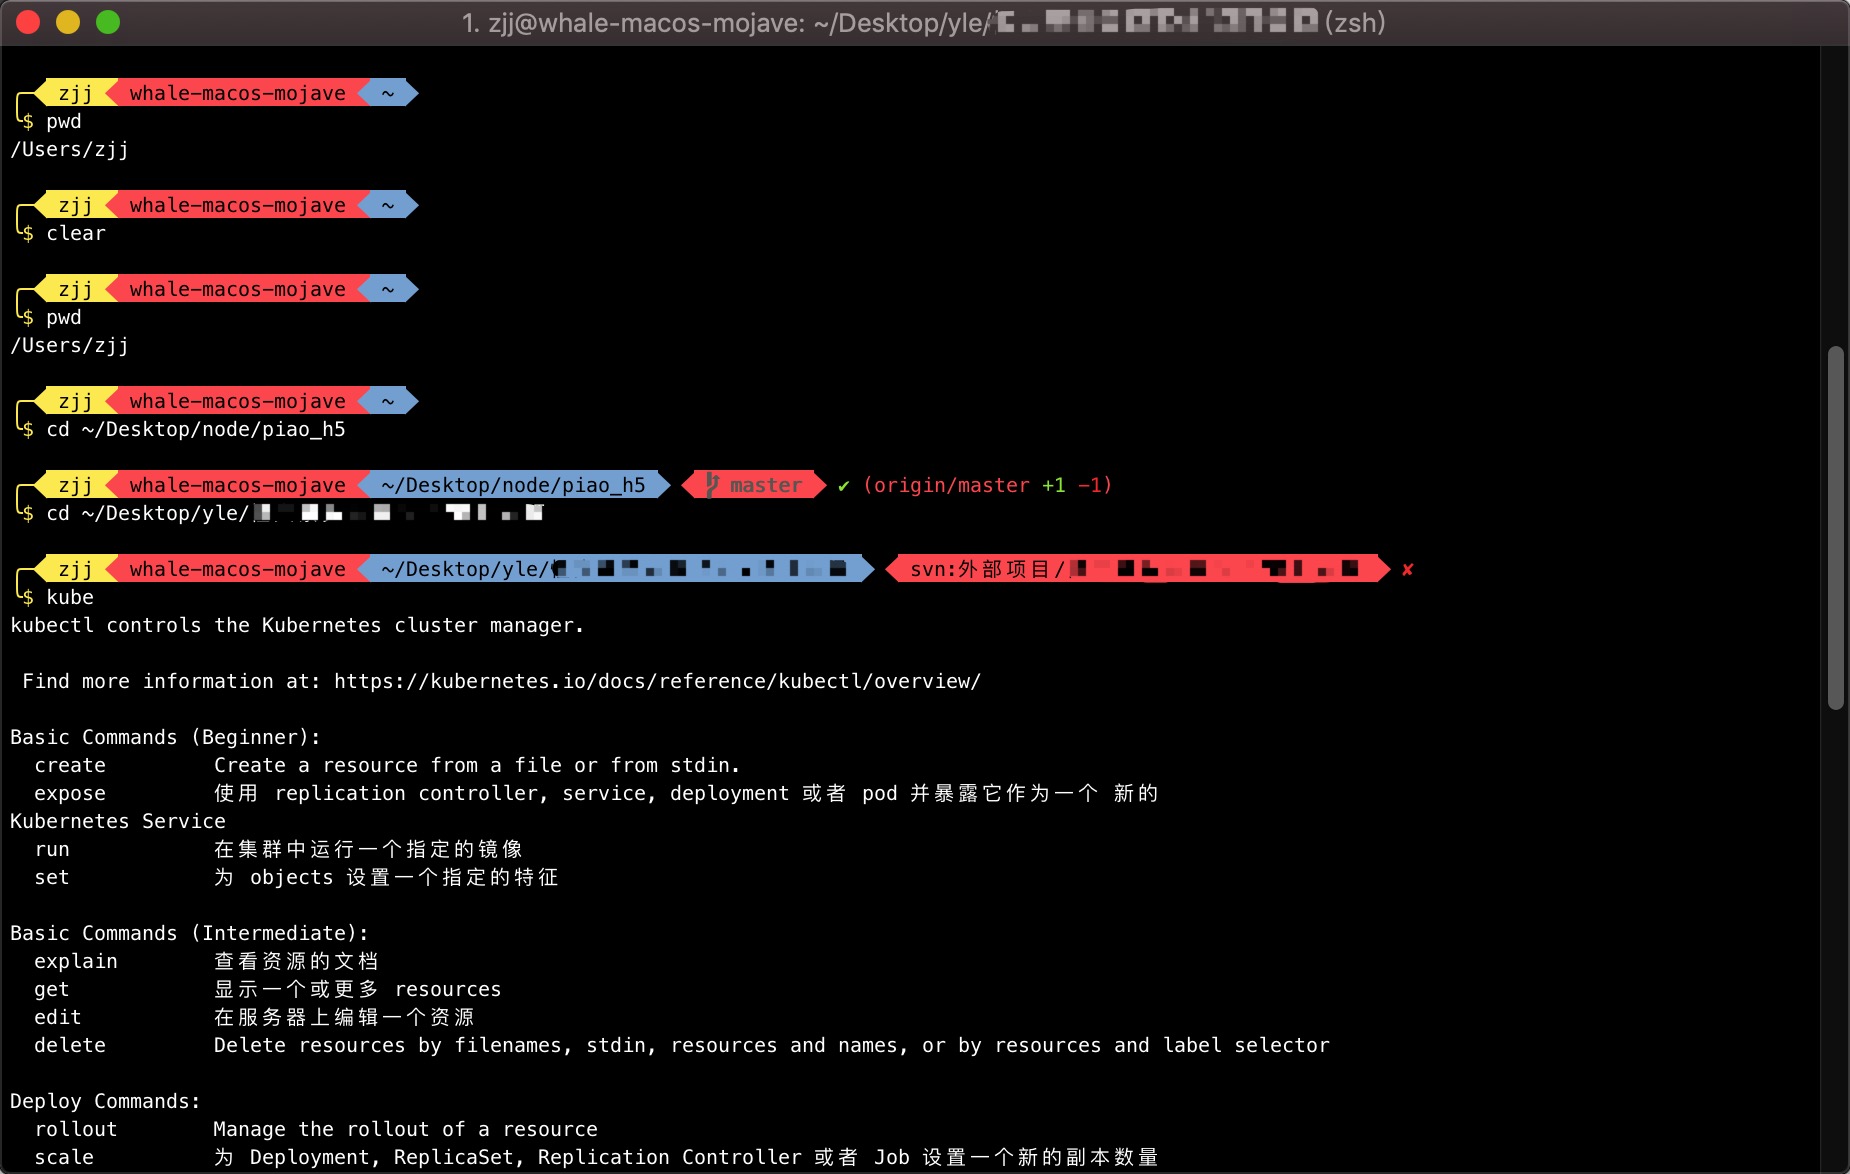 1. zjj@whale-macos-mojave: ~/Desktop/yle/ (zsh)
zjj whale-macos-mojave ~
$ pwd
/Users/zjj
zjj whale-macos-mojave ~
$ clear
zjj whale-macos-mojave ~
$ pwd
/Users/zjj
zjj whale-macos-mojave ~
$ cd ~/Desktop/node/piao_h5
zjj whale-macos-mojave ~/Desktop/node/piao_h5 master ✔ (origin/master +1 −1)
$ cd ~/Desktop/yle/
zjj whale-macos-mojave ~/Desktop/yle/ svn:外部项目/ ✘
$ kube
kubectl controls the Kubernetes cluster manager.
Find more information at: https://kubernetes.io/docs/reference/kubectl/overview/
Basic Commands (Beginner):
create Create a resource from a file or from stdin.
expose 使用 replication controller, service, deployment 或者 pod 并暴露它作为一个 新的
Kubernetes Service
run 在集群中运行一个指定的镜像
set 为 objects 设置一个指定的特征
Basic Commands (Intermediate):
explain 查看资源的文档
get 显示一个或更多 resources
edit 在服务器上编辑一个资源
delete Delete resources by filenames, stdin, resources and names, or by resources and label selector
Deploy Commands:
rollout Manage the rollout of a resource
scale 为 Deployment, ReplicaSet, Replication Controller 或者 Job 设置一个新的副本数量